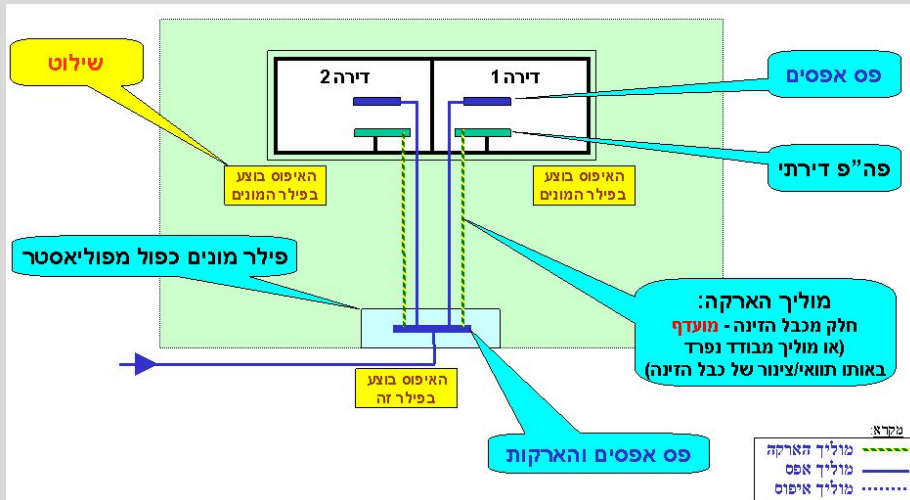 שילוט
דירה 2
דירה 1
פס אפסים
פה"פ דירתי
האיפוס בוצע
בפילר המונים
האיפוס בוצע
בפילר המונים
פילר מונים כפול מפוליאסטר
מוליך הארקה:
חלק מכבל הזינה - מועדף
(או מוליך מבודד נפרד
באותו תוואי/צינור של כבל הזינה)
האיפוס בוצע
בפילר זה
פס אפסים והארקות
מקרא:
מוליך הארקה
מוליך אפס
מוליך איפוס